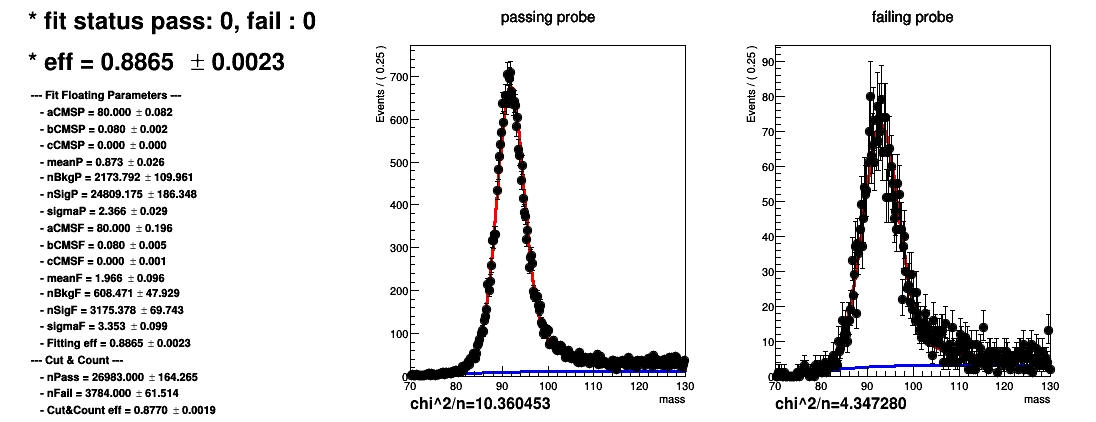 * fit status pass: 0, fail : 0
* eff = 0.8865 ± 0.0023
--- Fit Floating Parameters ---
- aCMSP = 80.000 ± 0.082
- bCMSP = 0.080 ± 0.002
- cCMSP = 0.000 ± 0.000
- meanP = 0.873 ± 0.026
- nBkgP = 2173.792 ± 109.961
- nSigP = 24809.175 ± 186.348
- sigmaP = 2.366 ± 0.029
- aCMSF = 80.000 ± 0.196
- bCMSF = 0.080 ± 0.005
- cCMSF = 0.000 ± 0.001
- meanF = 1.966 ± 0.096
- nBkgF = 608.471 ± 47.929
- nSigF = 3175.378 ± 69.743
- sigmaF = 3.353 ± 0.099
- Fitting eff = 0.8865 ± 0.0023
--- Cut & Count ---
- nPass = 26983.000 ± 164.265
- nFail = 3784.000 ± 61.514
- Cut&Count eff = 0.8770 ± 0.0019
passing probe
Events / ( 0.25 )
700
600
500
400
300
200
100
0
70 80 90 100 110 120 130
mass
chi^2/n=10.360453
failing probe
Events / ( 0.25 )
90
80
70
60
50
40
30
20
10
0
70 80 90 100 110 120 130
mass
chi^2/n=4.347280